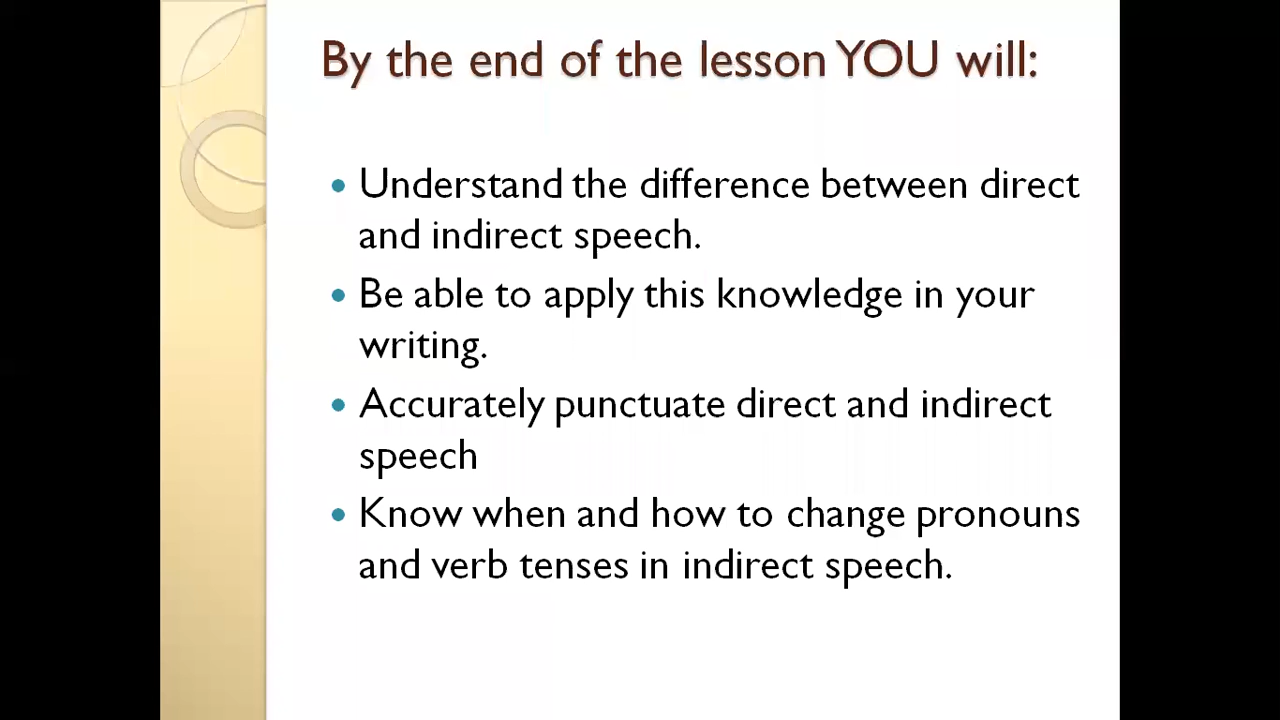 By the end of the lesson YOU will:
• Understand the difference between direct
and indirect speech.
• Be able to apply this knowledge in your
writing.
• Accurately punctuate direct and indirect
speech
• Know when and how to change pronouns
and verb tenses in indirect speech.